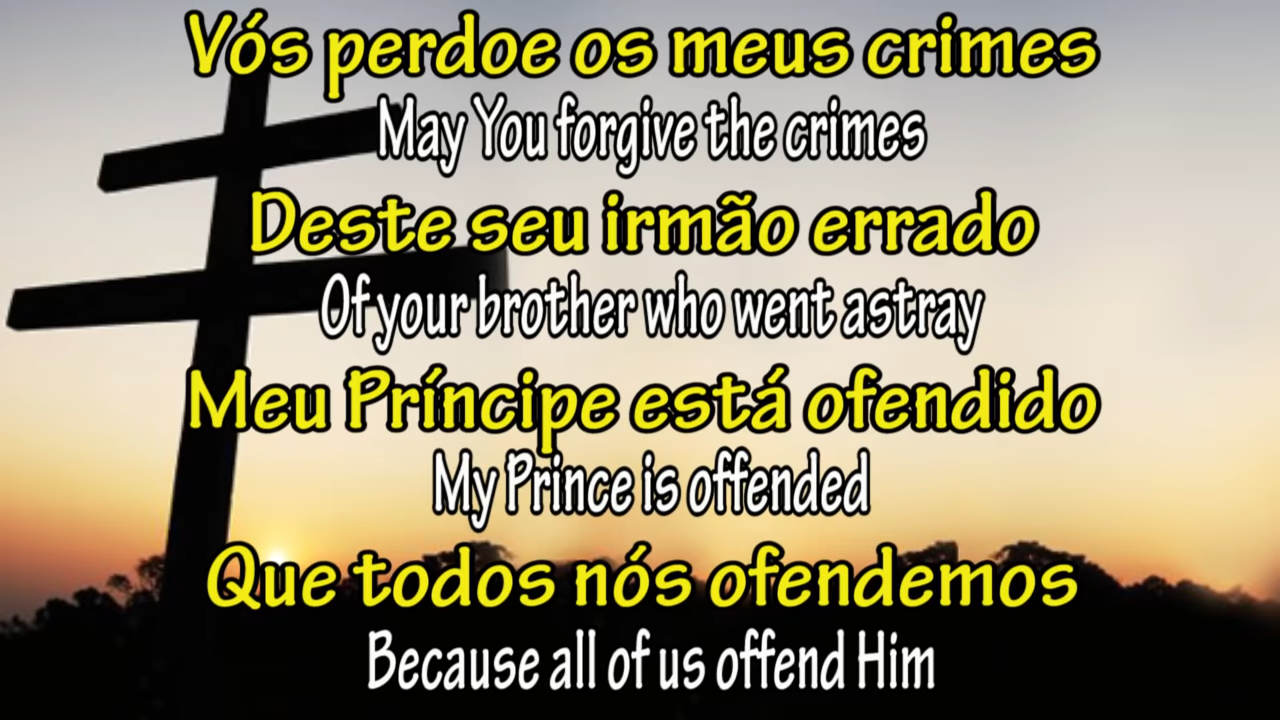 Vós perdoe os meus crimes
May You forgive the crimes
Deste seu irmão errado
Of your brother who went astray
Meu Príncipe está ofendido
My Prince is offended
Que todos nós ofendemos
Because all of us offend Him